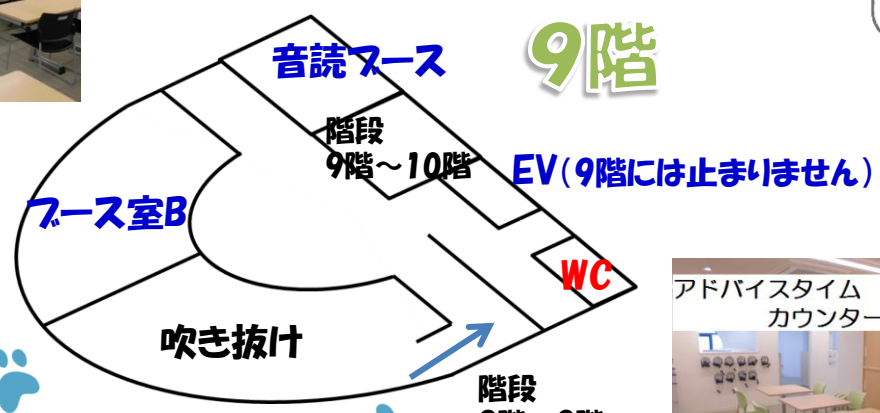 9階
音読ブース
階段
9階~10階
EV(9階には止まりません)
ブース室B
WC
吹き抜け
アドバイスタイム
カウンター
階段